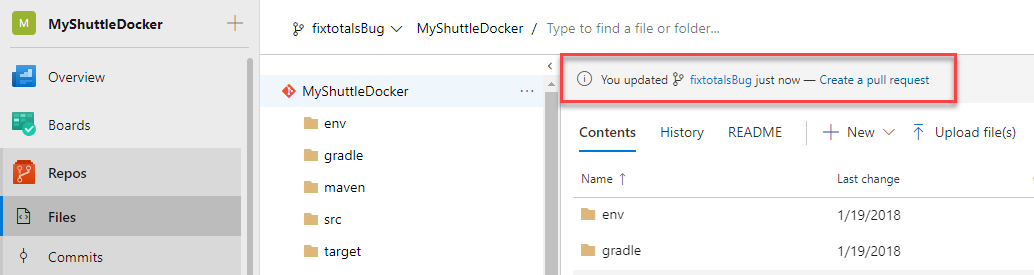 M MyShuttleDocker
Overview
Boards
Repos
Files
Commits
fixtotalsBug MyShuttleDocker / Type to find a file or folder...
MyShuttleDocker ...
env
gradle
maven
src
target
You updated fixtotalsBug just now — Create a pull request
Contents History README New Upload file(s)
Name ↑ Last change
env 1/19/2018
gradle 1/19/2018